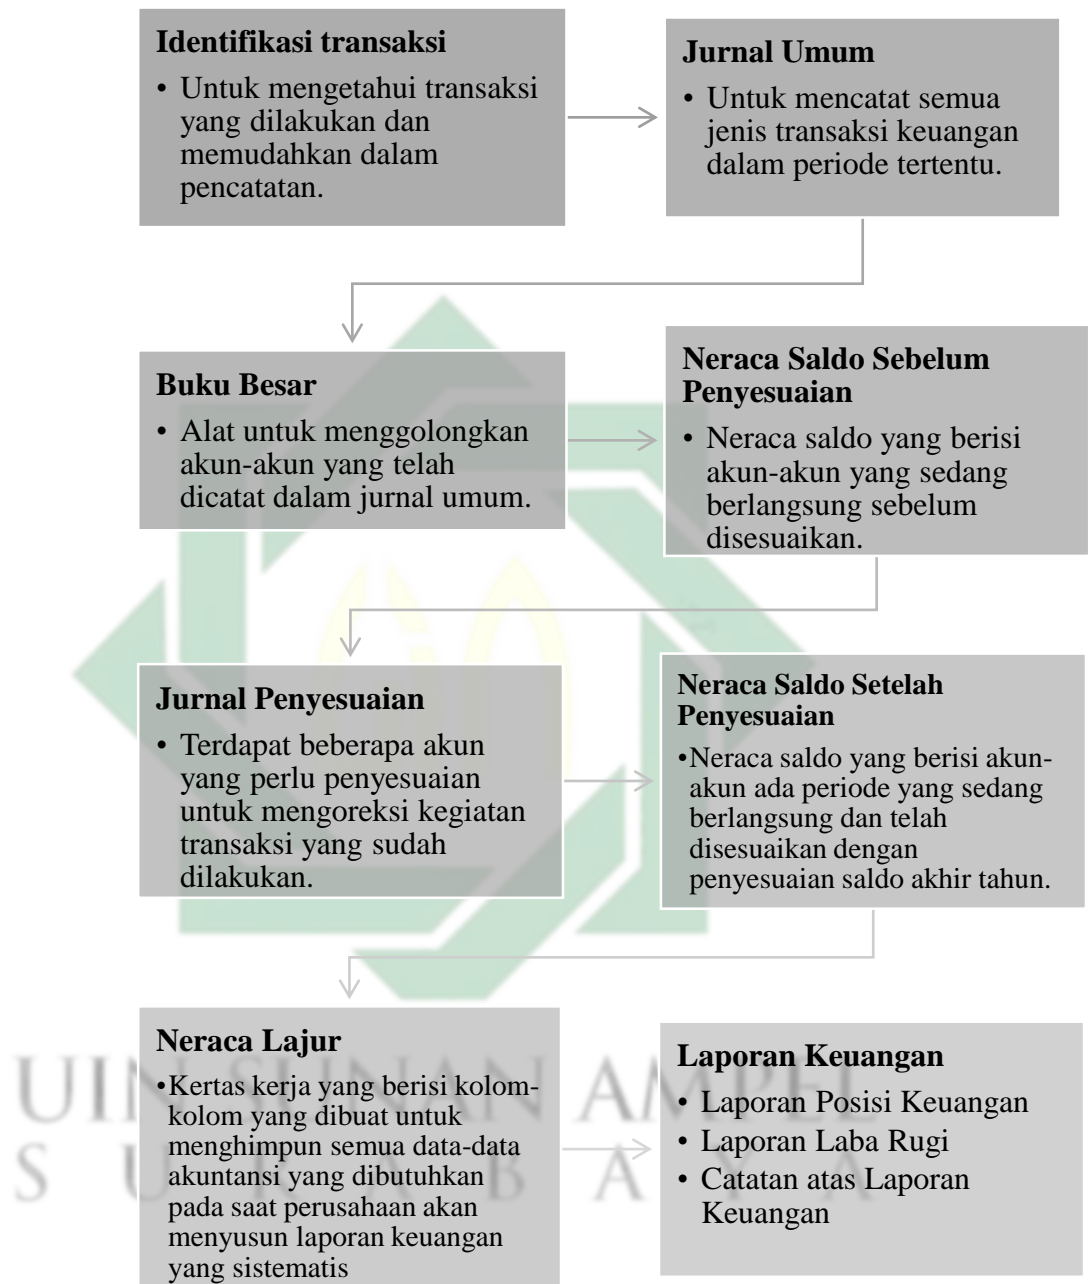 Identifikasi transaksi
• Untuk mengetahui transaksi
yang dilakukan dan
memudahkan dalam
pencatatan.
Jurnal Umum
• Untuk mencatat semua
jenis transaksi keuangan
dalam periode tertentu.
Buku Besar
• Alat untuk menggolongkan
akun-akun yang telah
dicatat dalam jurnal umum.
Neraca Saldo Sebelum
Penyesuaian
• Neraca saldo yang berisi
akun-akun yang sedang
berlangsung sebelum
disesuaikan.
Jurnal Penyesuaian
• Terdapat beberapa akun
yang perlu penyesuaian
untuk mengoreksi kegiatan
transaksi yang sudah
dilakukan.
Neraca Saldo Setelah
Penyesuaian
•Neraca saldo yang berisi akun-
akun ada periode yang sedang
berlangsung dan telah
disesuaikan dengan
penyesuaian saldo akhir tahun.
Neraca Lajur
•Kertas kerja yang berisi kolom-
kolom yang dibuat untuk
menghimpun semua data-data
akuntansi yang dibutuhkan
pada saat perusahaan akan
menyusun laporan keuangan
yang sistematis
Laporan Keuangan
• Laporan Posisi Keuangan
• Laporan Laba Rugi
• Catatan atas Laporan
Keuangan
UIN SUNAN AMPEL
SURABAYA